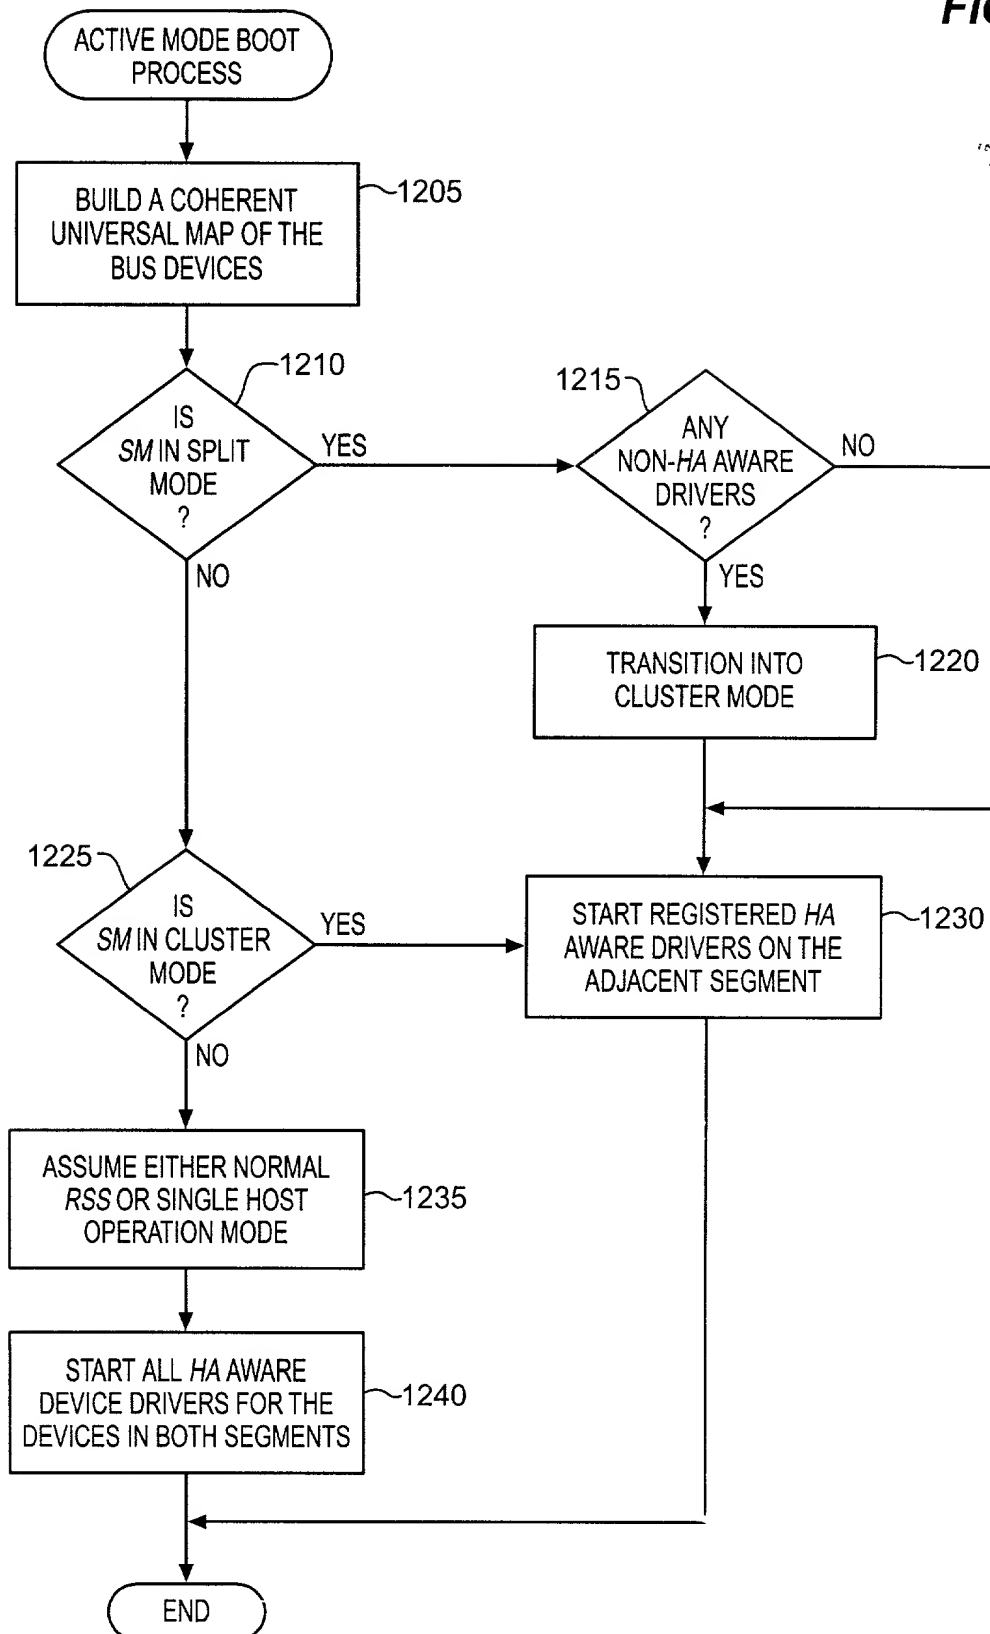 FIG
ACTIVE MODE BOOT
PROCESS
BUILD A COHERENT
UNIVERSAL MAP OF THE
BUS DEVICES
1205
1210
IS
SM IN SPLIT
MODE
?
YES
NO
1215
ANY
NON-HA AWARE
DRIVERS
?
NO
YES
TRANSITION INTO
CLUSTER MODE
1220
1225
IS
SM IN CLUSTER
MODE
?
YES
NO
START REGISTERED HA
AWARE DRIVERS ON THE
ADJACENT SEGMENT
1230
ASSUME EITHER NORMAL
RSS OR SINGLE HOST
OPERATION MODE
1235
START ALL HA AWARE
DEVICE DRIVERS FOR THE
DEVICES IN BOTH SEGMENTS
1240
END